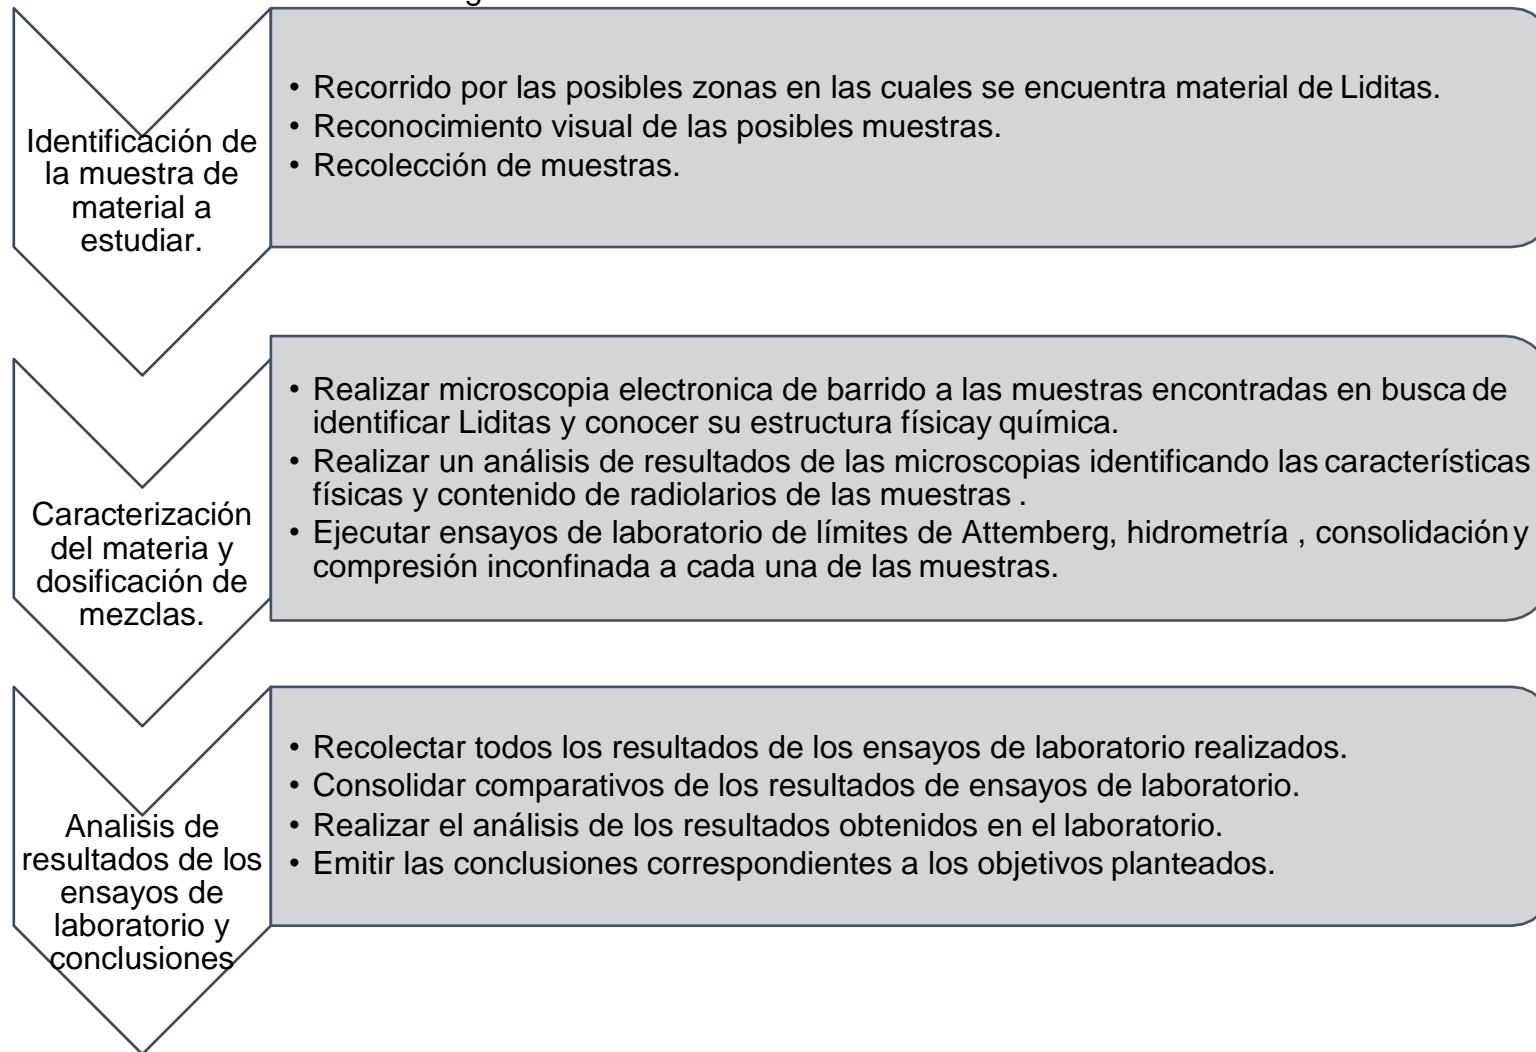 Identificación de
la muestra de
material a
estudiar.
• Recorrido por las posibles zonas en las cuales se encuentra material de Liditas.
• Reconocimiento visual de las posibles muestras.
• Recolección de muestras.
Caracterización
del materia y
dosificación de
mezclas.
• Realizar microscopia electronica de barrido a las muestras encontradas en busca de
identificar Liditas y conocer su estructura físicay química.
• Realizar un análisis de resultados de las microscopias identificando las características
físicas y contenido de radiolarios de las muestras .
• Ejecutar ensayos de laboratorio de límites de Attemberg, hidrometría , consolidación y
compresión inconfinada a cada una de las muestras.
Analisis de
resultados de los
ensayos de
laboratorio y
conclusiones
• Recolectar todos los resultados de los ensayos de laboratorio realizados.
• Consolidar comparativos de los resultados de ensayos de laboratorio.
• Realizar el análisis de los resultados obtenidos en el laboratorio.
• Emitir las conclusiones correspondientes a los objetivos planteados.